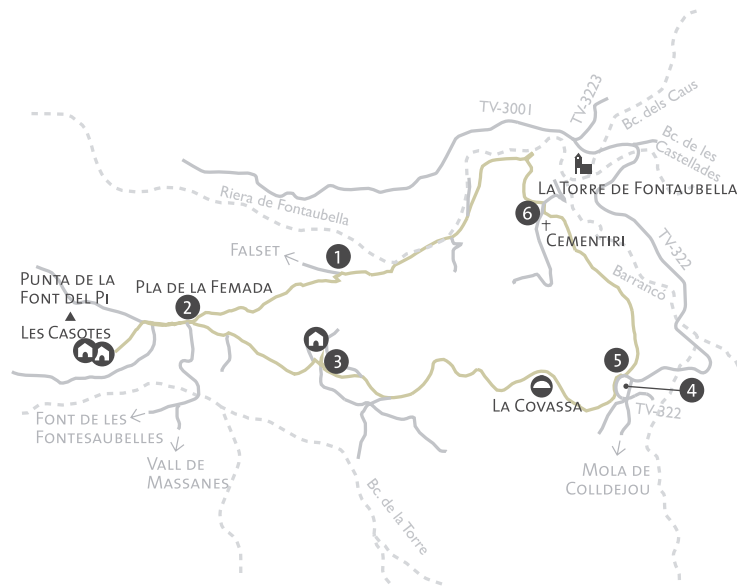 TV-3223
TV-3001
Bc. dels Caus
Bc. de les
Castellades
LA TORRE DE FONTAUBELLA
Riera de Fontaubella
6
CEMENTIRI
FALSET
1
TV-322
Barrancó
PUNTA DE LA
FONT DEL PI
PLA DE LA FEMADA
2
LES CASOTES
3
5
4
LA COVASSA
TV-322
FONT DE LES
FONTESAUBELLES
VALL DE
MASSANES
MOLA DE
COLLDEJOU
Bc. de la Torre